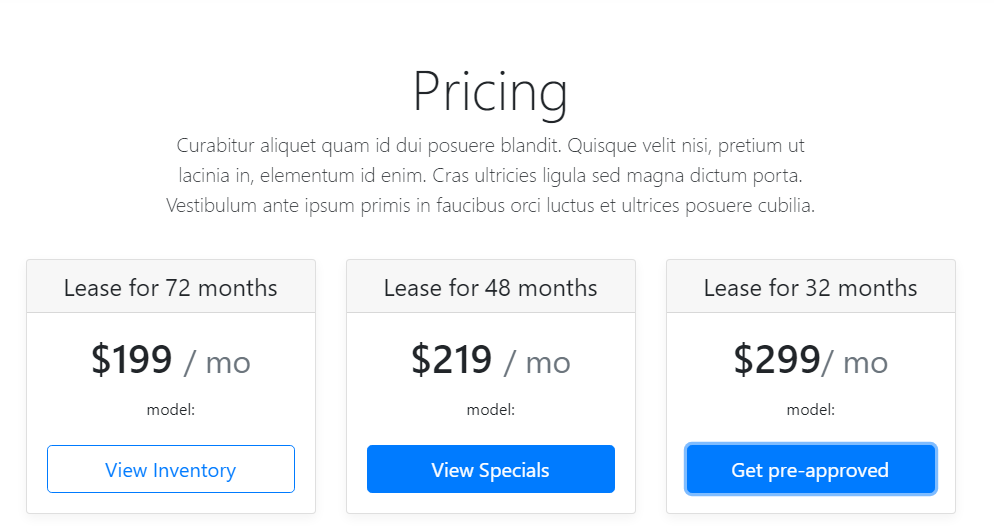 Pricing
Curabitur aliquet quam id dui posuere blandit. Quisque velit nisi, pretium ut
lacinia in, elementum id enim. Cras ultricies ligula sed magna dictum porta.
Vestibulum ante ipsum primis in faucibus orci luctus et ultrices posuere cubilia.
Lease for 72 months
$199 / mo
model:
View Inventory
Lease for 48 months
$219 / mo
model:
View Specials
Lease for 32 months
$299/ mo
model:
Get pre-approved